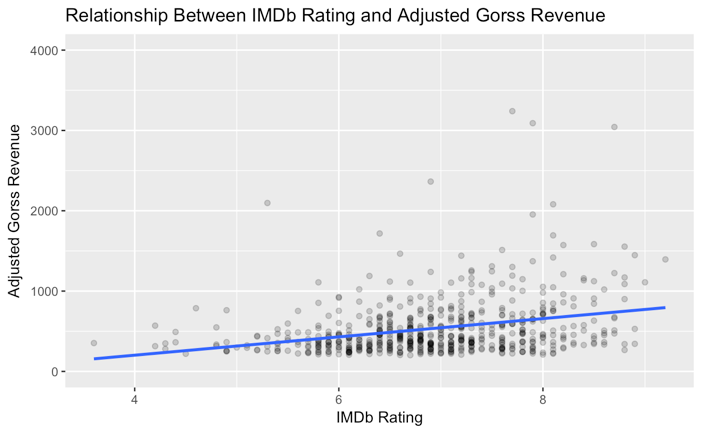 Relationship Between IMDb Rating and Adjusted Gorss Revenue
4000
3000
2000
1000
0
Adjusted Gorss Revenue
4
6
8
IMDb Rating